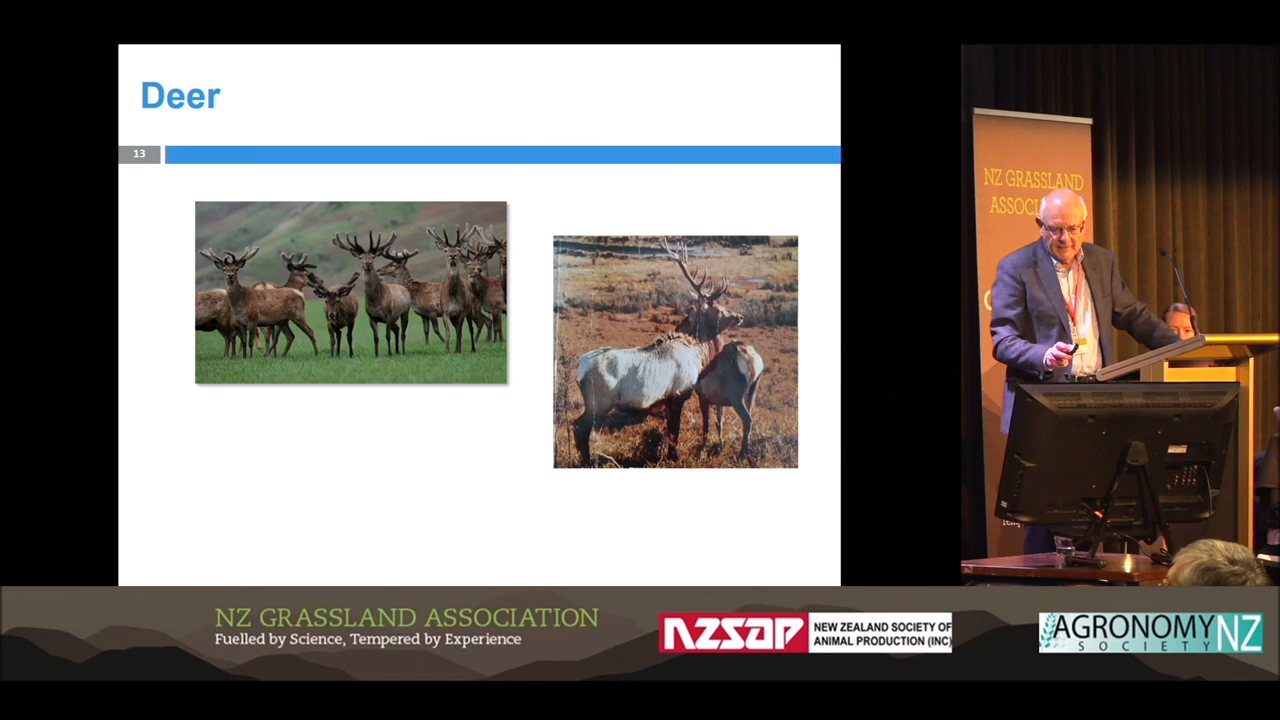 Deer
13
NZ GRASSLAND
ASSOCI
NZ GRASSLAND ASSOCIATION
Fuelled by Science, Tempered by Experience
NZSAP
NEW ZEALAND SOCIETY OF
ANIMAL PRODUCTION (INC)
AGRONOMY NZ
SOCIETY